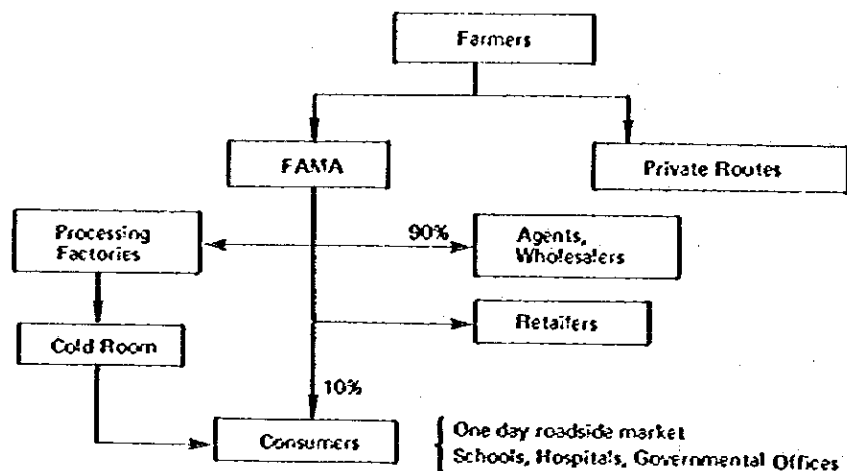 Farmers
FAMA
Private Routes
Processing
Factories
90%
Agents,
Wholesalers
Retailers
Cold Room
10%
Consumers
One day roadside market
Schools, Hospitals, Governmental Offices